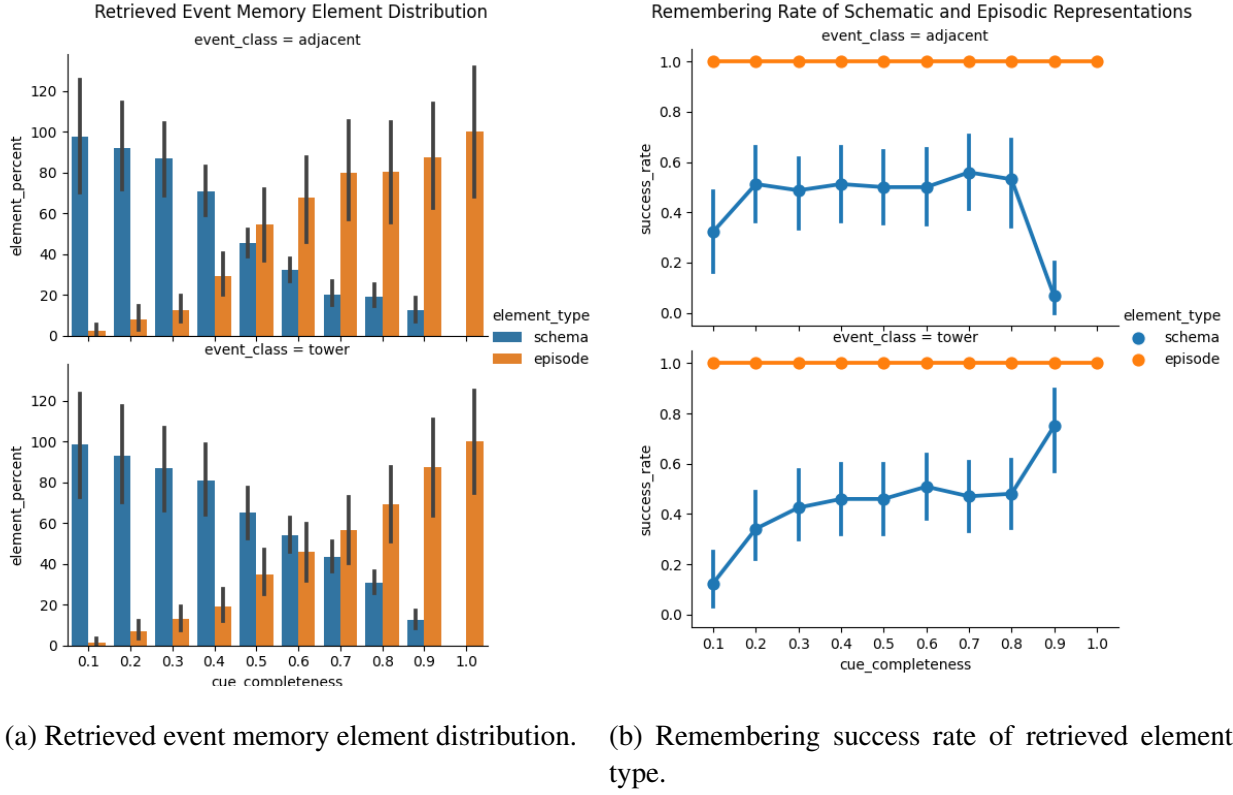 Retrieved Event Memory Element Distribution
event_class = adjacent
element_percent
120
100
80
60
40
20
0
event_class = tower
element_percent
120
100
80
60
40
20
0
0.1 0.2 0.3 0.4 0.5 0.6 0.7 0.8 0.9 1.0
cue_completeness
element_type
schema
episode
Remembering Rate of Schematic and Episodic Representations
event_class = adjacent
success_rate
1.0
0.8
0.6
0.4
0.2
0.0
event_class = tower
success_rate
1.0
0.8
0.6
0.4
0.2
0.0
0.1 0.2 0.3 0.4 0.5 0.6 0.7 0.8 0.9 1.0
cue_completeness
element_type
schema
episode
(a) Retrieved event memory element distribution.
(b) Remembering success rate of retrieved element
type.